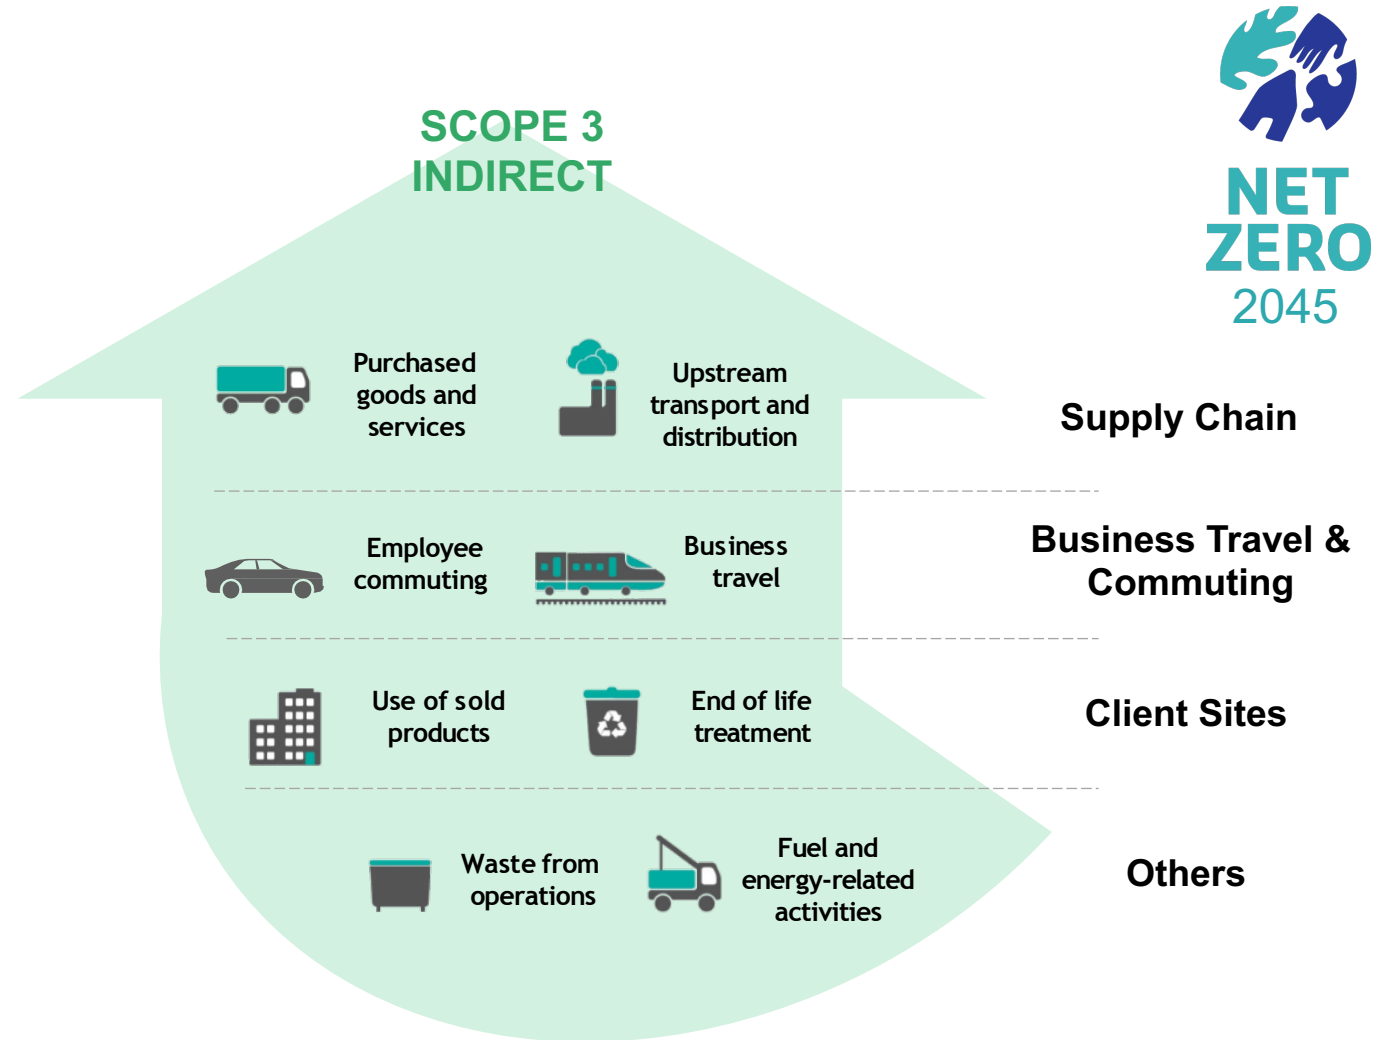 SCOPE 3
INDIRECT
NET
ZERO
2045
Purchased
goods and
services
Upstream
transport and
distribution
Supply Chain
Employee
commuting
Business
travel
Business Travel &
Commuting
Use of sold
products
End of life
treatment
Client Sites
Waste from
operations
Fuel and
energy-related
activities
Others